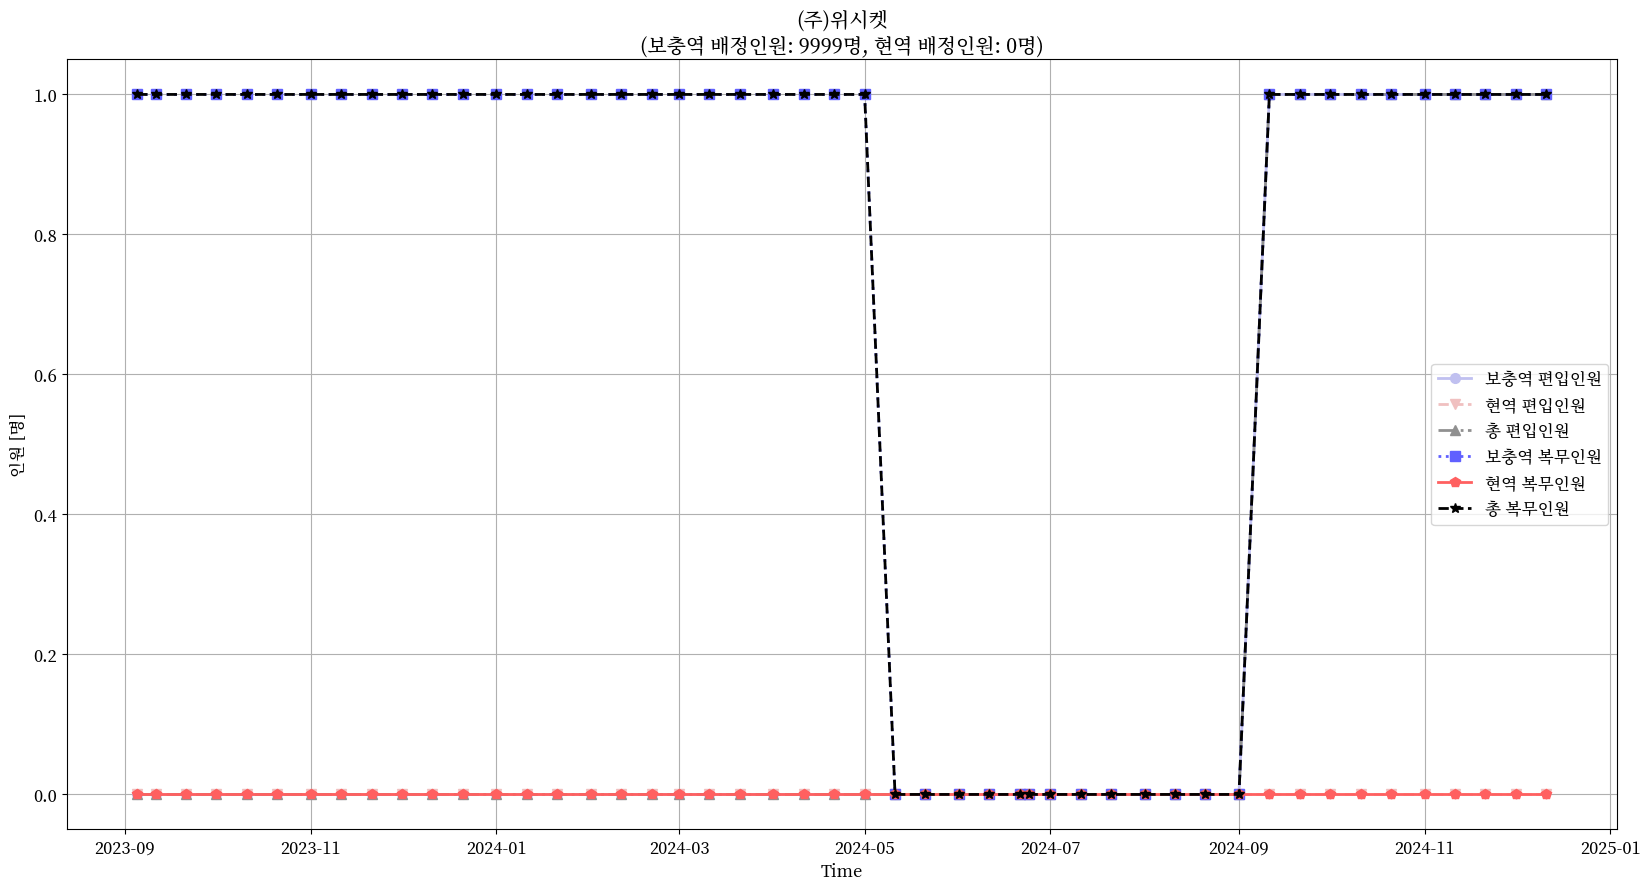 (주)위시켓
(보충역 배정인원: 9999명, 현역 배정인원: 0명)
인원 [명]
1.0
0.8
0.6
0.4
0.2
0.0
보충역 편입인원
현역 편입인원
총 편입인원
보충역 복무인원
현역 복무인원
총 복무인원
2023-09
2023-11
2024-01
2024-03
2024-05
2024-07
2024-09
2024-11
2025-01
Time